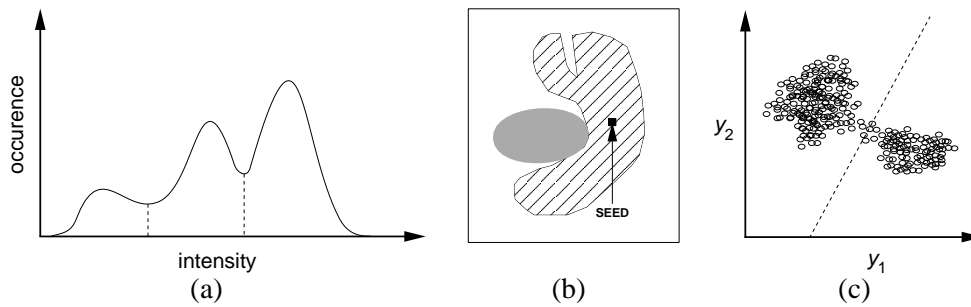 occurence
intensity
(a)
SEED
(b)
y2
y1
(c)